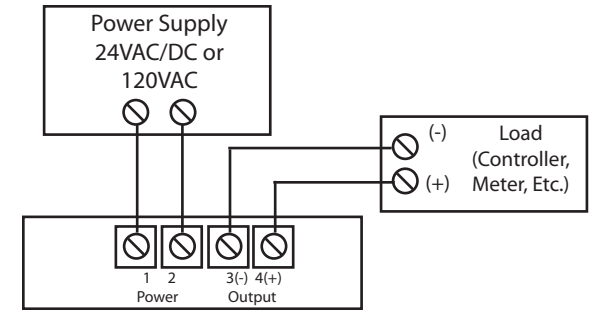 Power Supply
24VAC/DC or
120VAC
(-) Load
(Controller,
(+) Meter, Etc.)
1 2 3(-) 4(+)
Power Output